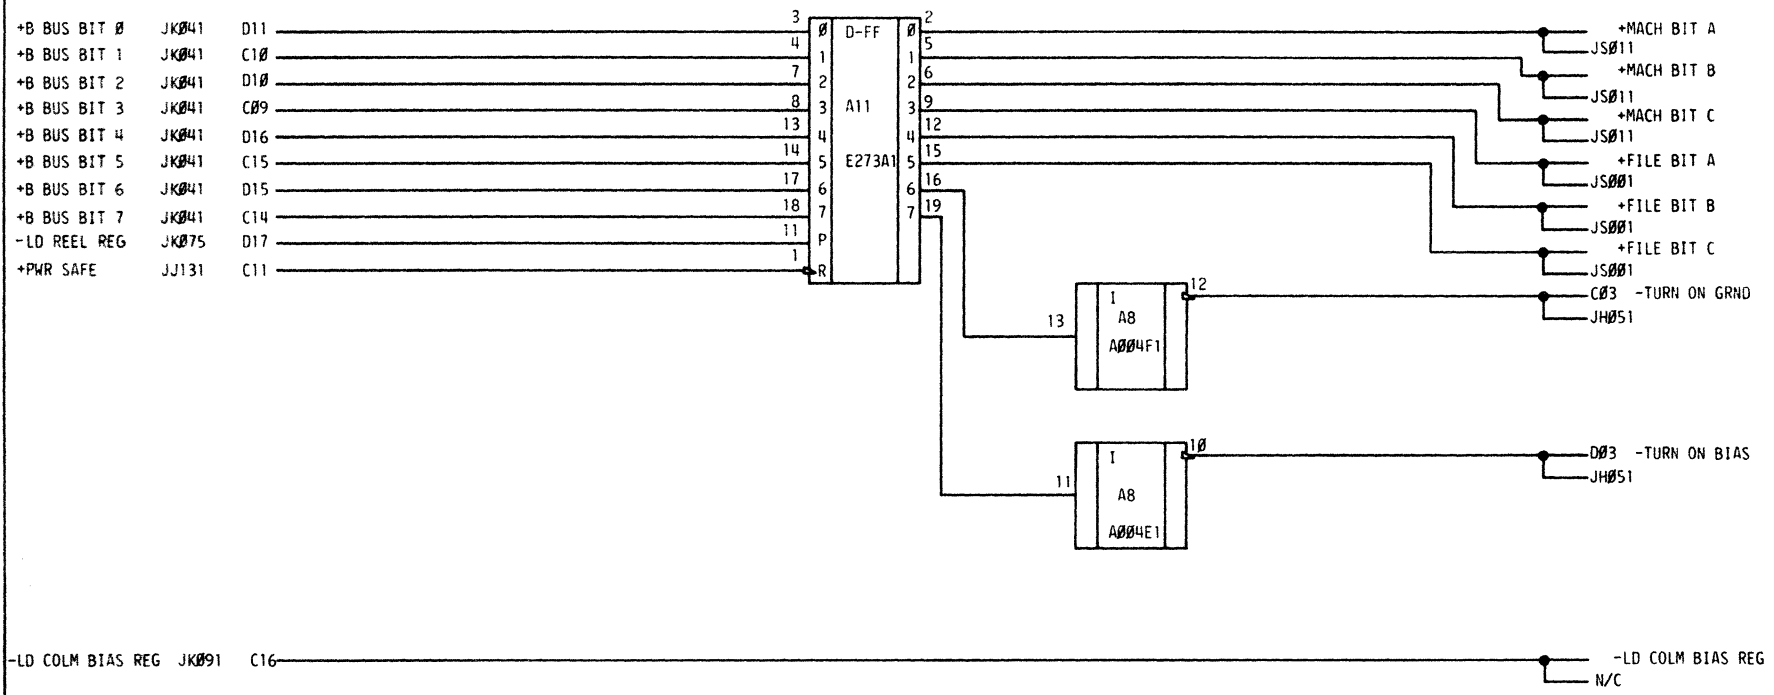 +B BUS BIT Ø JKØ41 D11 3 Ø D-FF Ø 2 +MACH BIT A
JSØ11
+B BUS BIT 1 JKØ41 C1Ø 4 1 1 5 +MACH BIT B
JSØ11
+B BUS BIT 2 JKØ41 D1Ø 7 2 2 6 +MACH BIT C
JSØ11
+B BUS BIT 3 JKØ41 CØ9 8 3 A11 3 9 +FILE BIT A
JSØØ1
+B BUS BIT 4 JKØ41 D16 13 4 4 12 +FILE BIT B
JSØØ1
+B BUS BIT 5 JKØ41 C15 14 5 E273A1 5 15 +FILE BIT C
JSØØ1
+B BUS BIT 6 JKØ41 D15 17 6 6 16
+B BUS BIT 7 JKØ41 C14 18 7 7 19
-LD REEL REG JKØ75 D17 11 P
+PWR SAFE JJ131 C11 1 R
I 12 CØ3 -TURN ON GRND
13 A8 JHØ51
AØØ4F1
I 1Ø DØ3 -TURN ON BIAS
11 A8 JHØ51
AØØ4E1
-LD COLM BIAS REG JKØ91 C16 -LD COLM BIAS REG
N/C